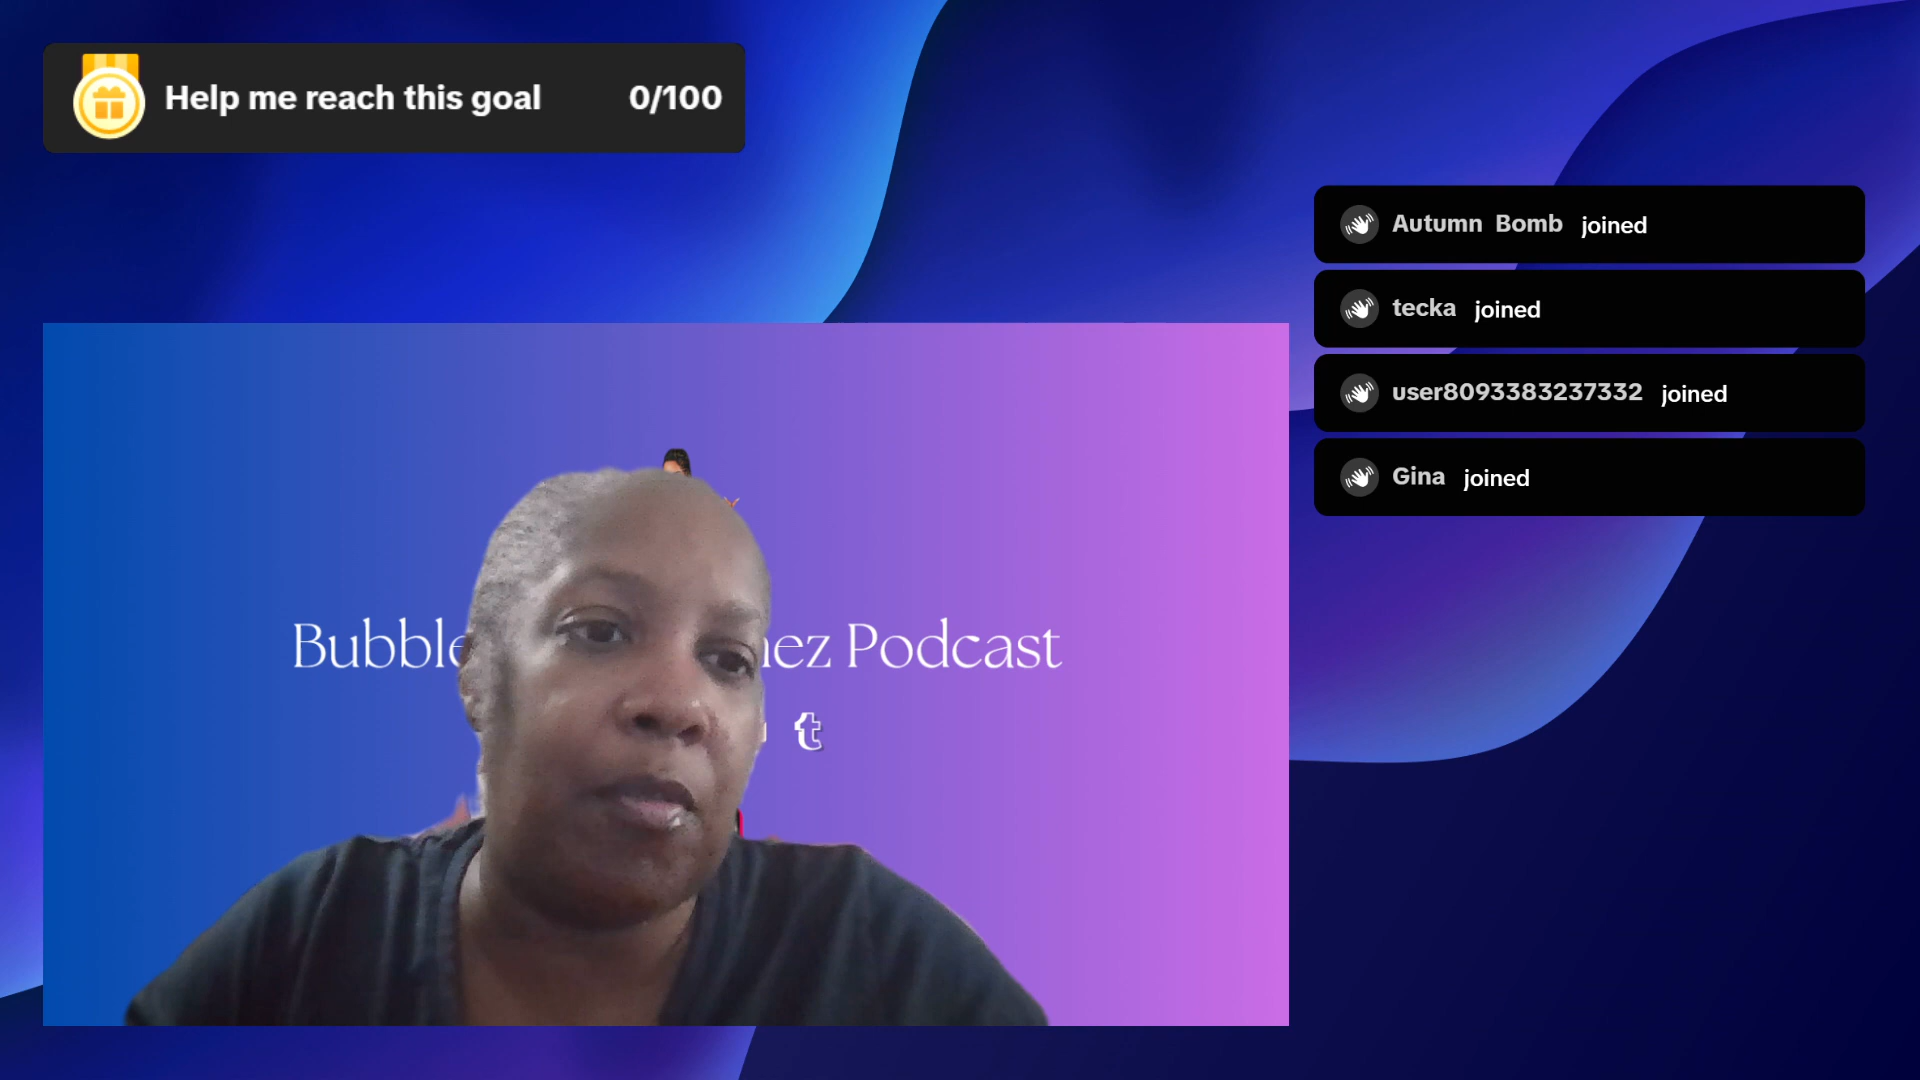 Help me reach this goal 0/100
Autumn Bomb joined
tecka joined
user8093383237332 joined
Gina joined
Bubble ez Podcast
t